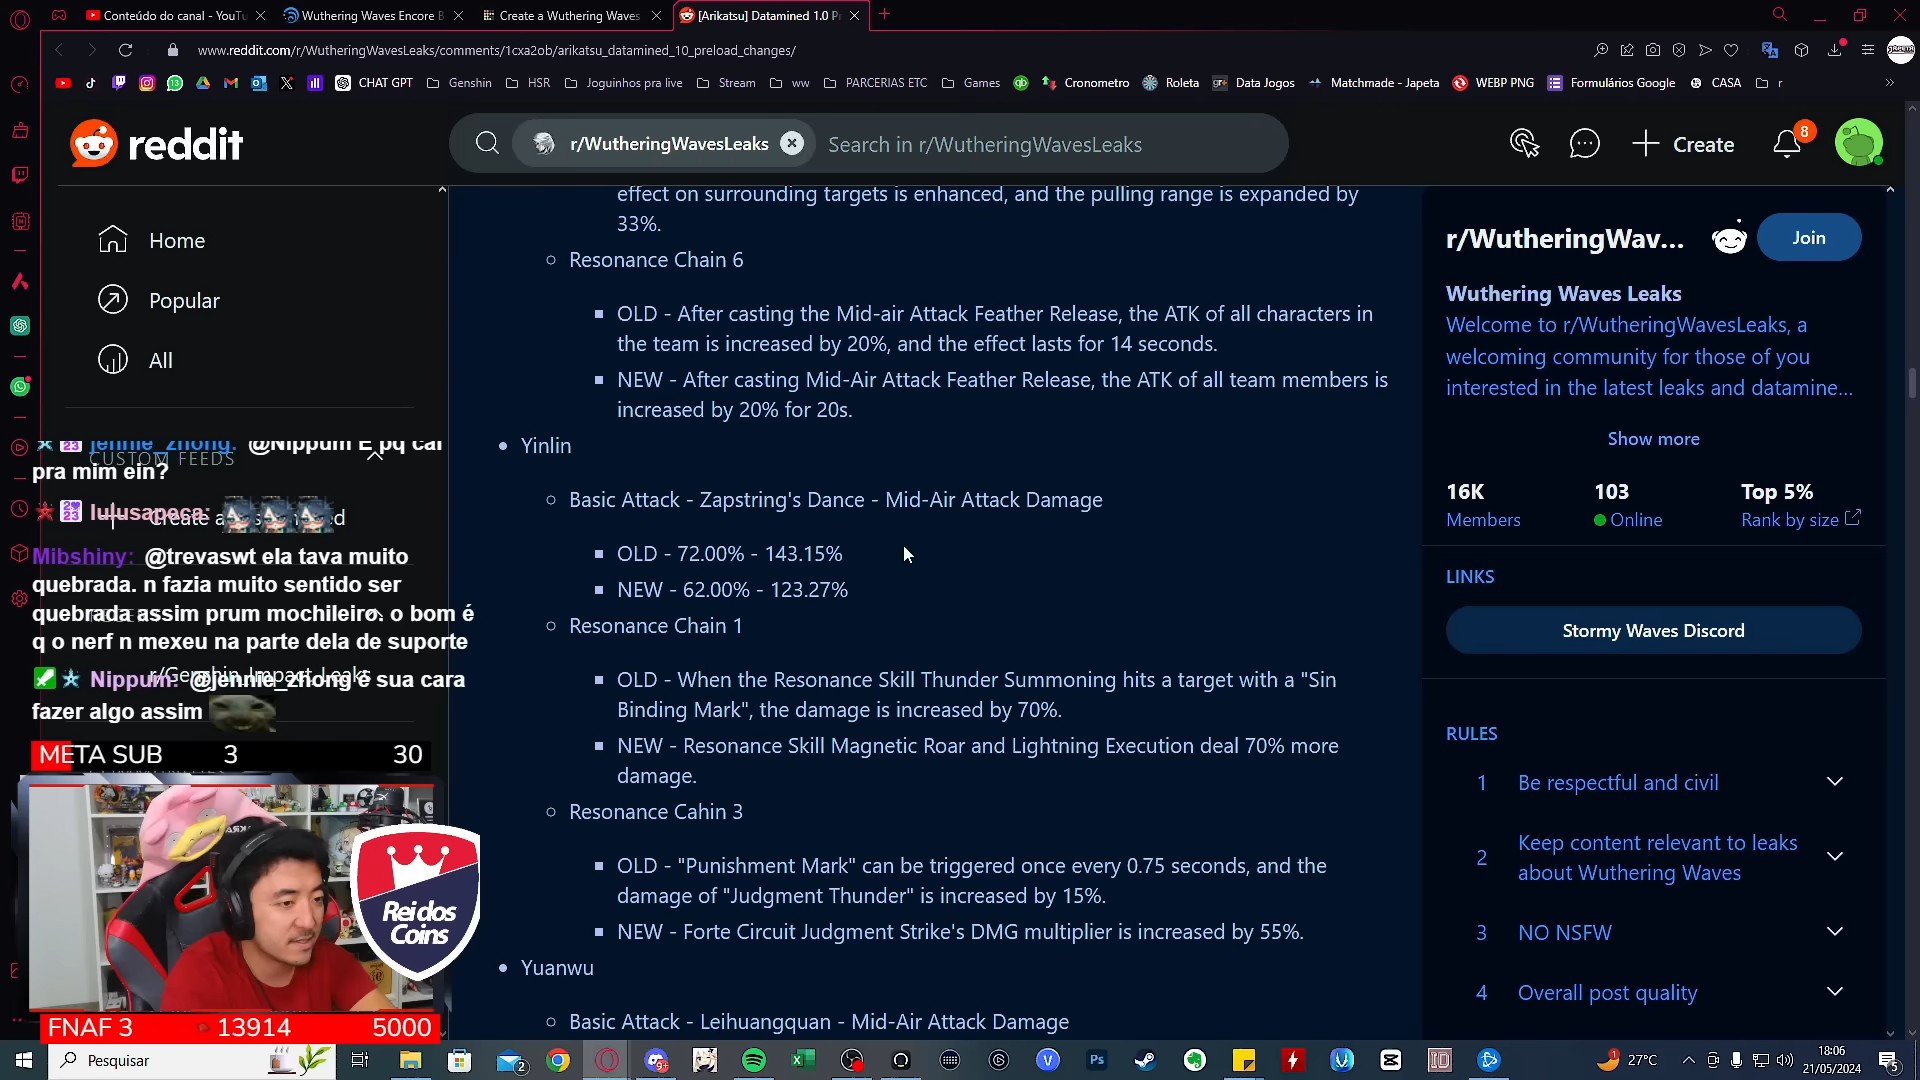 Conteúdo do canal - YouTu
Wuthering Waves Encore B
Create a Wuthering Waves
[Arikatsu] Datamined 1.0 P
www.reddit.com/r/WutheringWavesLeaks/comments/1cxa2ob/arikatsu_datamined_10_preload_changes/
CHAT GPT
Genshin
HSR
Joguinhos pra live
Stream
ww
PARCERIAS ETC
Games
Cronometro
Roleta
Data Jogos
Matchmade - Japeta
WEBP PNG
Formulários Google
CASA
r
reddit
r/WutheringWavesLeaks
Search in r/WutheringWavesLeaks
Create
8
Home
Popular
All
CUSTOM FEEDS
jennie_zhong: @Nippum E pq cai
pra mim ein?
lulusapeca:
Mibshiny: @trevaswt ela tava muito
quebrada. n fazia muito sentido ser
quebrada assim prum mochileiro. o bom é
q o nerf n mexeu na parte dela de suporte
r/Genshin_Impact_Leaks
Nippum: @jennie_zhong é sua cara
fazer algo assim
META SUB 3 30
Rei dos
Coins
FNAF 3 13914 5000
effect on surrounding targets is enhanced, and the pulling range is expanded by
33%.
Resonance Chain 6
OLD - After casting the Mid-air Attack Feather Release, the ATK of all characters in
the team is increased by 20%, and the effect lasts for 14 seconds.
NEW - After casting Mid-Air Attack Feather Release, the ATK of all team members is
increased by 20% for 20s.
Yinlin
Basic Attack - Zapstring's Dance - Mid-Air Attack Damage
OLD - 72.00% - 143.15%
NEW - 62.00% - 123.27%
Resonance Chain 1
OLD - When the Resonance Skill Thunder Summoning hits a target with a "Sin
Binding Mark", the damage is increased by 70%.
NEW - Resonance Skill Magnetic Roar and Lightning Execution deal 70% more
damage.
Resonance Cahin 3
OLD - "Punishment Mark" can be triggered once every 0.75 seconds, and the
damage of "Judgment Thunder" is increased by 15%.
NEW - Forte Circuit Judgment Strike's DMG multiplier is increased by 55%.
Yuanwu
Basic Attack - Leihuangquan - Mid-Air Attack Damage
r/WutheringWav...
Join
Wuthering Waves Leaks
Welcome to r/WutheringWavesLeaks, a
welcoming community for those of you
interested in the latest leaks and datamine...
Show more
16K 103 Top 5%
Members Online Rank by size
LINKS
Stormy Waves Discord
RULES
1 Be respectful and civil
2 Keep content relevant to leaks
about Wuthering Waves
3 NO NSFW
4 Overall post quality
Pesquisar
27°C
18:06
21/05/2024